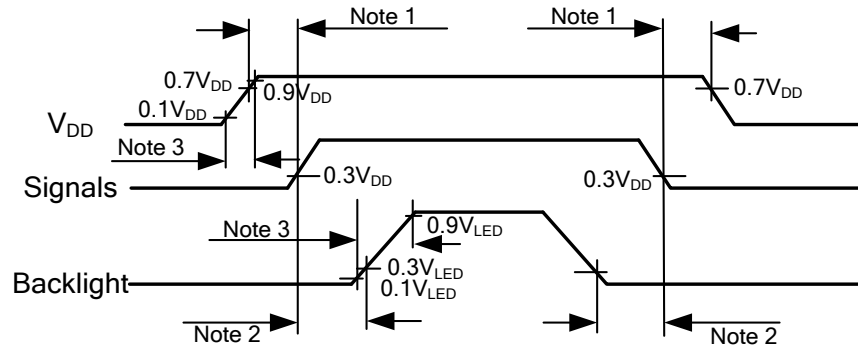 Note 1
Note 1
0.7VDD
0.9VDD
0.7VDD
0.1VDD
VDD
Note 3
Signals
0.3VDD
0.3VDD
Note 3
0.9VLED
0.3VLED
Backlight
0.1VLED
Note 2
Note 2